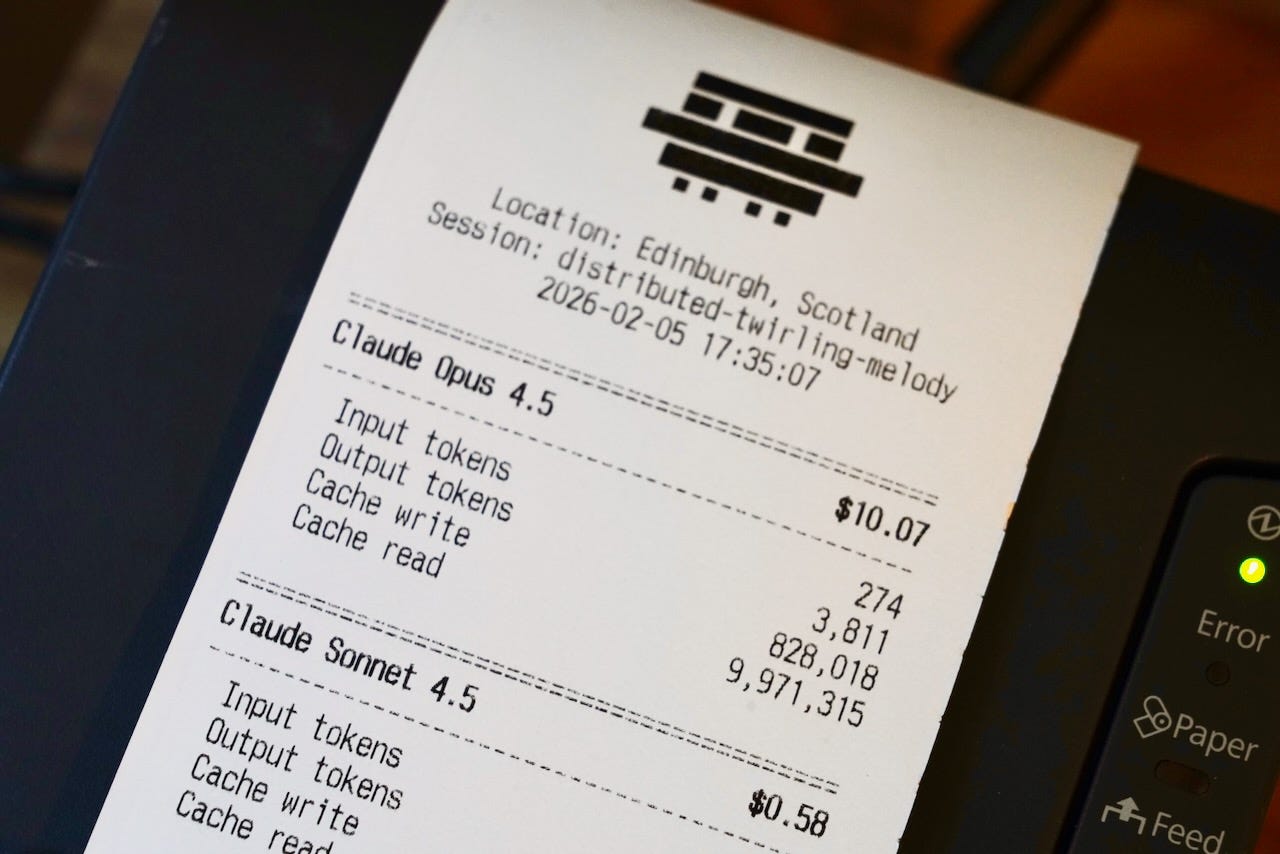 Location: Edinburgh, Scotland
Session: distributed-twirling-melody
2026-02-05 17:35:07
Claude Opus 4.5 $10.07
Input tokens 274
Output tokens 3,811
Cache write 828,018
Cache read 9,971,315
Claude Sonnet 4.5 $0.58
Input tokens
Output tokens
Cache write
Cache read
Error
Paper
Feed